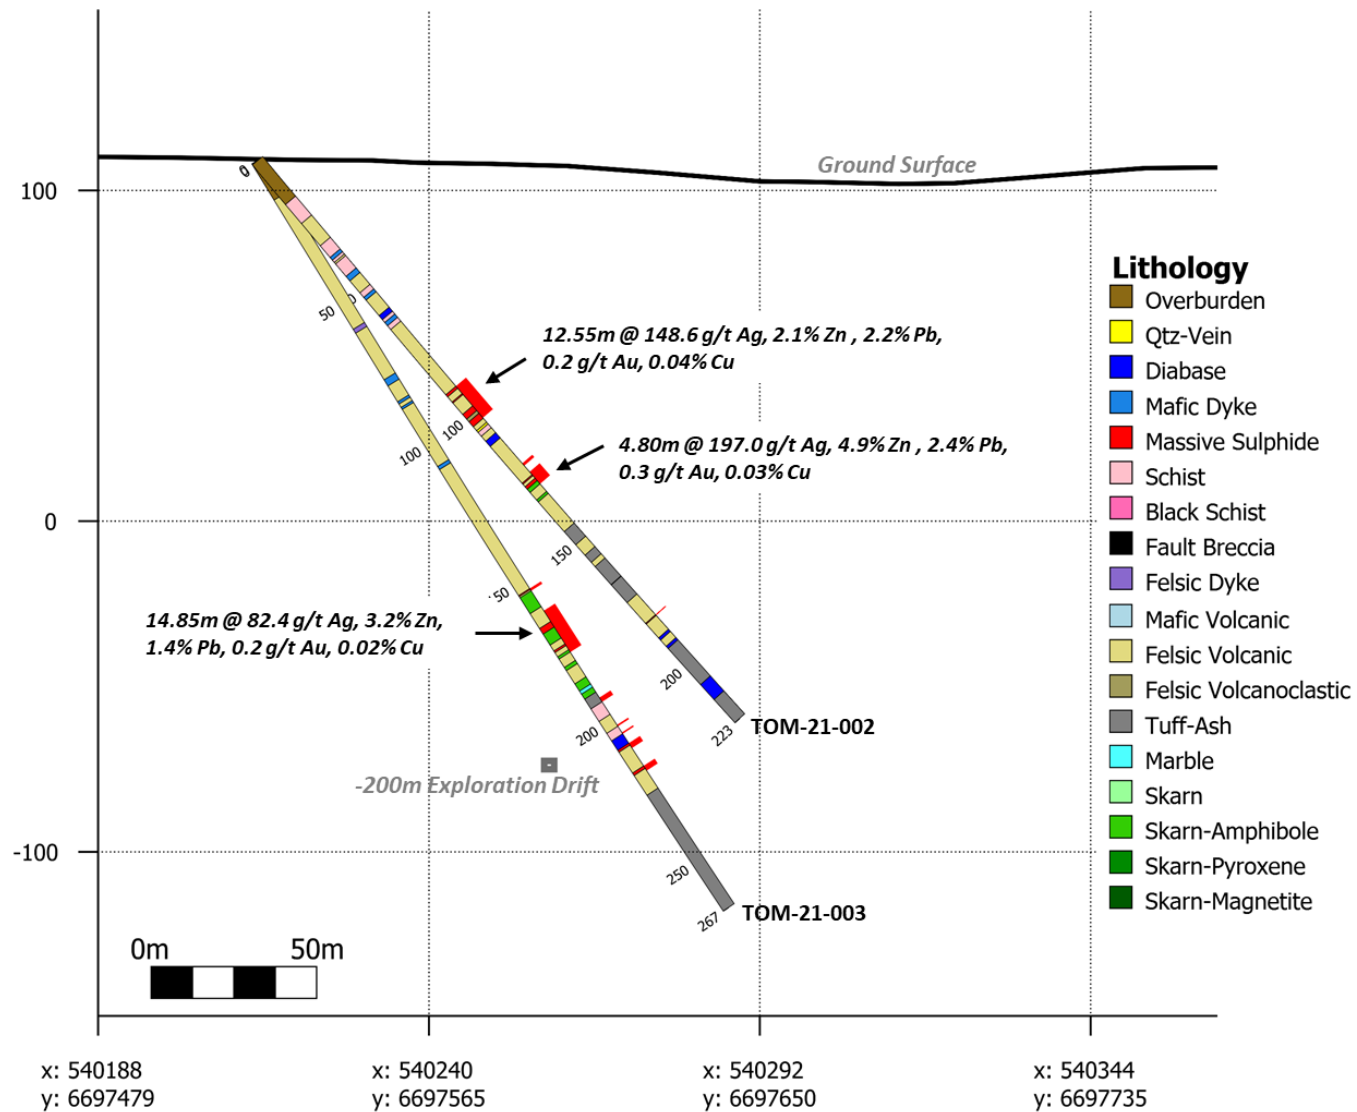 Ground Surface
0
100
50
12.55m @ 148.6 g/t Ag, 2.1% Zn , 2.2% Pb,
0.2 g/t Au, 0.04% Cu
100
100
4.80m @ 197.0 g/t Ag, 4.9% Zn , 2.4% Pb,
0.3 g/t Au, 0.03% Cu
0
150
50
14.85m @ 82.4 g/t Ag, 3.2% Zn,
1.4% Pb, 0.2 g/t Au, 0.02% Cu
200
200
223
TOM-21-002
-200m Exploration Drift
-100
250
267
TOM-21-003
Lithology
Overburden
Qtz-Vein
Diabase
Mafic Dyke
Massive Sulphide
Schist
Black Schist
Fault Breccia
Felsic Dyke
Mafic Volcanic
Felsic Volcanic
Felsic Volcanoclastic
Tuff-Ash
Marble
Skarn
Skarn-Amphibole
Skarn-Pyroxene
Skarn-Magnetite
0m 50m
x: 540188 x: 540240 x: 540292 x: 540344
y: 6697479 y: 6697565 y: 6697650 y: 6697735